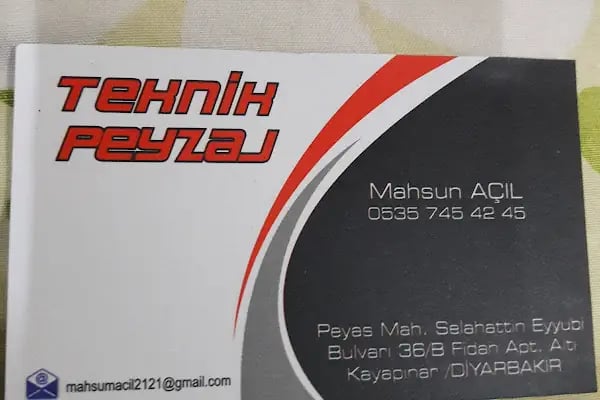 Teknik
Peyzaj
Mahsun AÇIL
0535 745 42 45
Peyas Mah. Selahattin Eyyubi
Bulvarı 36/B Fidan Apt. Altı
Kayapınar /DİYARBAKIR
mahsumacil2121@gmail.com